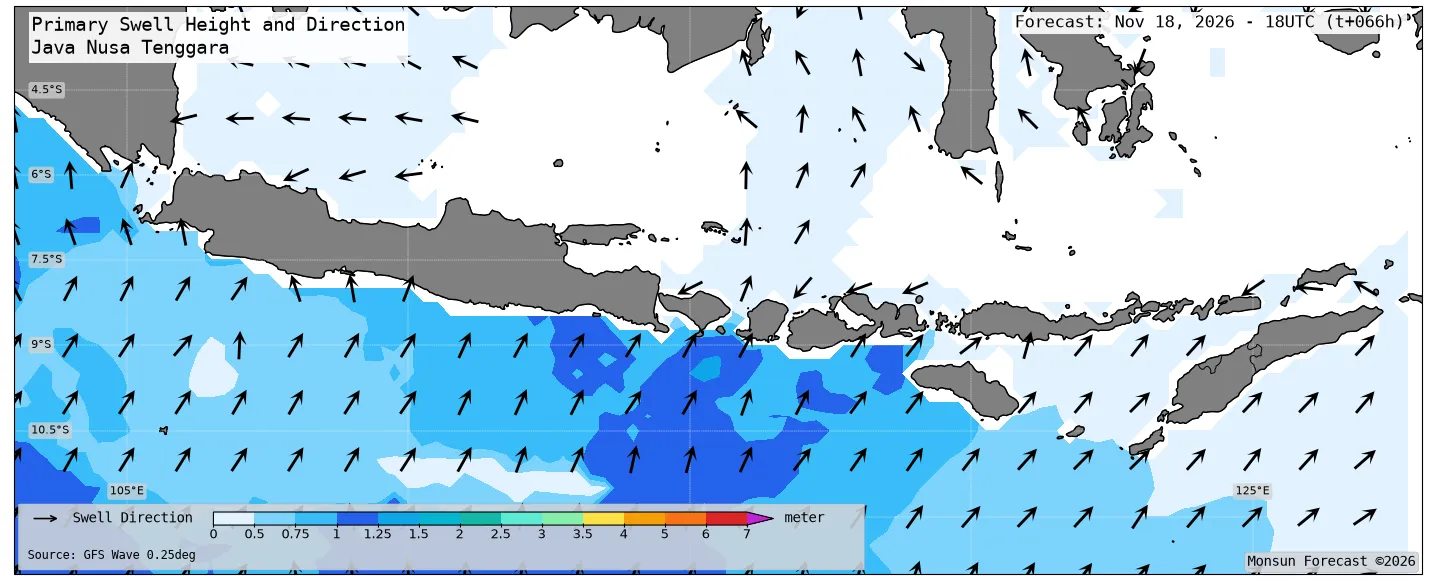 Primary Swell Height and Direction
Java Nusa Tenggara
Forecast: Nov 18, 2026 - 18UTC (t+066h)
4.5°S
6°S
7.5°S
9°S
10.5°S
105°E
125°E
Swell Direction
0 0.5 0.75 1 1.25 1.5 2 2.5 3 3.5 4 5 6 7
meter
Source: GFS Wave 0.25deg
Monsun Forecast ©2026